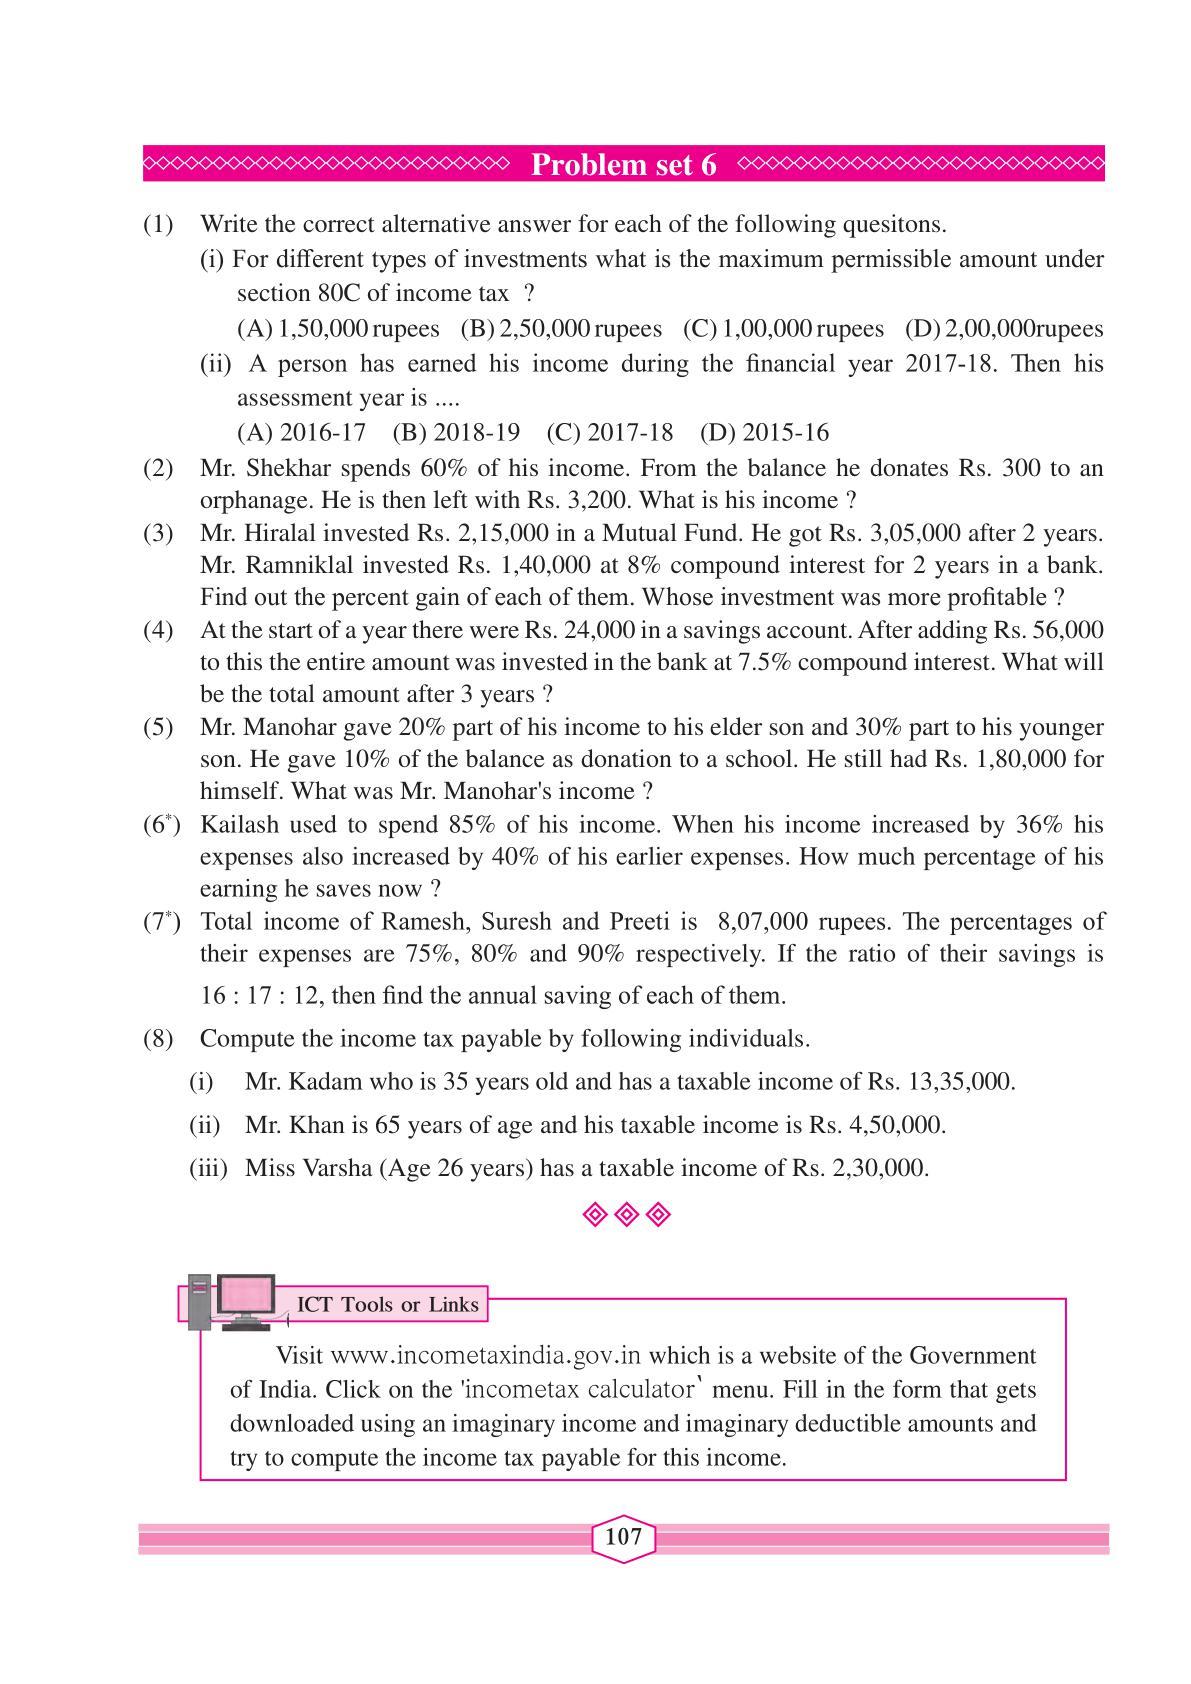 Problem set 6
(1) Write the correct alternative answer for each of the following quesitons.
(i) For different types of investments what is the maximum permissible amount under
section 80C of income tax ?
(A) 1,50,000 rupees (B) 2,50,000 rupees (C) 1,00,000 rupees (D) 2,00,000rupees
(ii) A person has earned his income during the financial year 2017-18. Then his
assessment year is ....
(A) 2016-17 (B) 2018-19 (C) 2017-18 (D) 2015-16
(2) Mr. Shekhar spends 60% of his income. From the balance he donates Rs. 300 to an
orphanage. He is then left with Rs. 3,200. What is his income ?
(3) Mr. Hiralal invested Rs. 2,15,000 in a Mutual Fund. He got Rs. 3,05,000 after 2 years.
Mr. Ramniklal invested Rs. 1,40,000 at 8% compound interest for 2 years in a bank.
Find out the percent gain of each of them. Whose investment was more profitable ?
(4) At the start of a year there were Rs. 24,000 in a savings account. After adding Rs. 56,000
to this the entire amount was invested in the bank at 7.5% compound interest. What will
be the total amount after 3 years ?
(5) Mr. Manohar gave 20% part of his income to his elder son and 30% part to his younger
son. He gave 10% of the balance as donation to a school. He still had Rs. 1,80,000 for
himself. What was Mr. Manohar's income ?
(6*) Kailash used to spend 85% of his income. When his income increased by 36% his
expenses also increased by 40% of his earlier expenses. How much percentage of his
earning he saves now ?
(7*) Total income of Ramesh, Suresh and Preeti is 8,07,000 rupees. The percentages of
their expenses are 75%, 80% and 90% respectively. If the ratio of their savings is
16 : 17 : 12, then find the annual saving of each of them.
(8) Compute the income tax payable by following individuals.
(i) Mr. Kadam who is 35 years old and has a taxable income of Rs. 13,35,000.
(ii) Mr. Khan is 65 years of age and his taxable income is Rs. 4,50,000.
(iii) Miss Varsha (Age 26 years) has a taxable income of Rs. 2,30,000.
ICT Tools or Links
Visit www.incometaxindia.gov.in which is a website of the Government
of India. Click on the 'incometax calculator‵ menu. Fill in the form that gets
downloaded using an imaginary income and imaginary deductible amounts and
try to compute the income tax payable for this income.
107